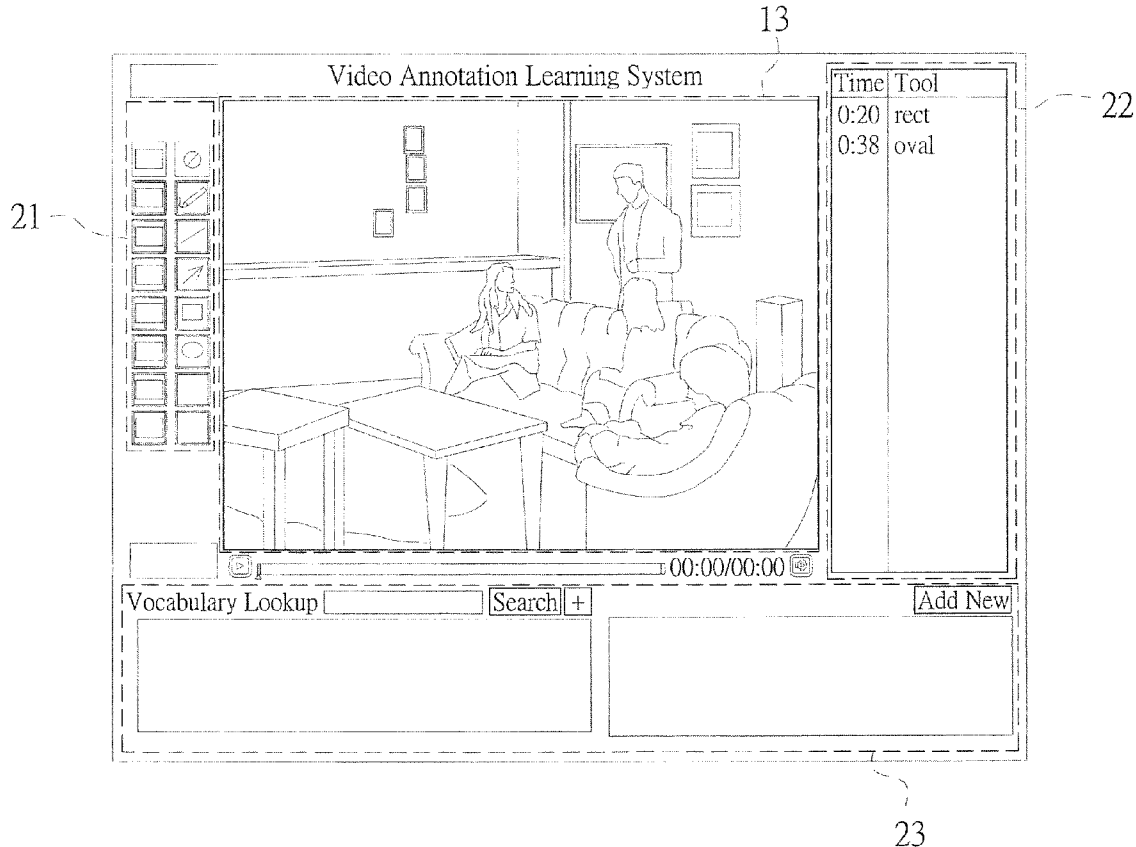 13
Video Annotation Learning System
Time Tool
0:20 rect
0:38 oval
22
21
00:00/00:00
Vocabulary Lookup Search + Add New
23